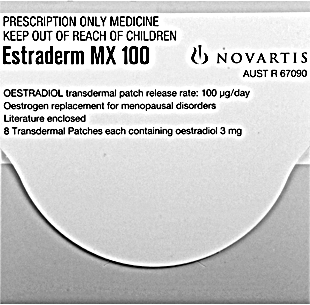 PRESCRIPTION ONLY MEDICINE
KEEP OUT OF REACH OF CHILDREN
Estraderm MX 100
NOVARTIS
AUST R 67090
OESTRADIOL transdermal patch release rate: 100 µg/day
Oestrogen replacement for menopausal disorders
Literature enclosed
8 Transdermal Patches each containing oestradiol 3 mg